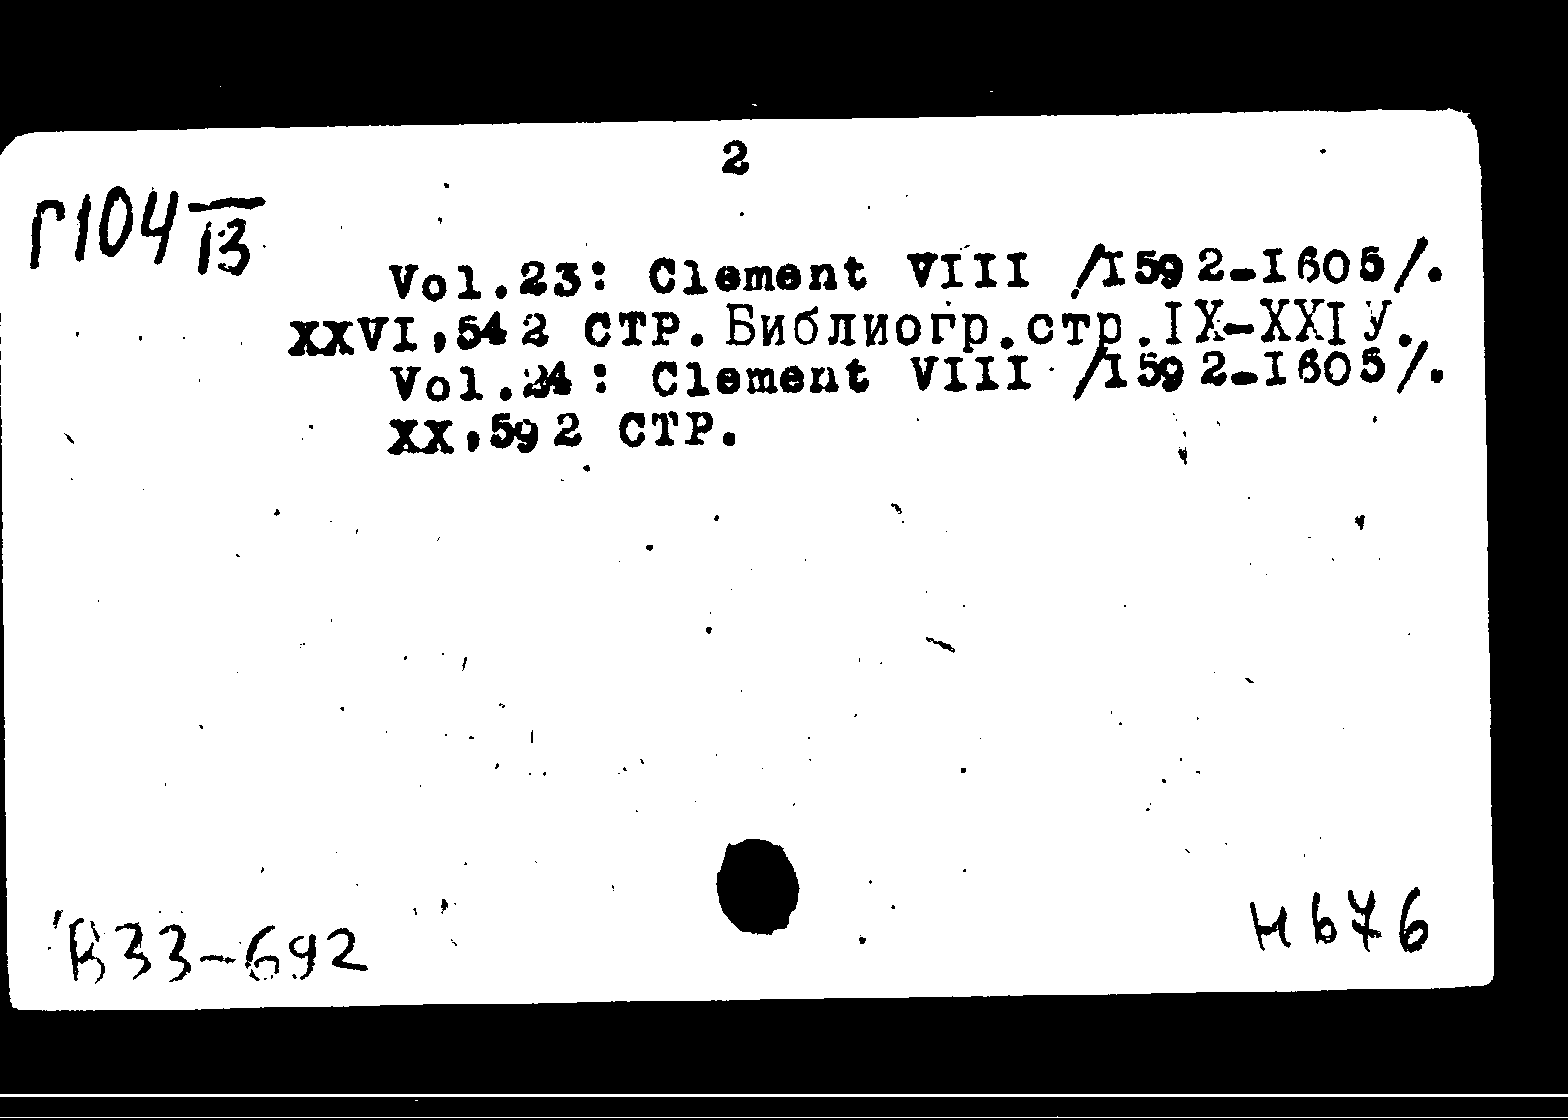 2
Г104
13
Vol.23: Clement VIII /1592-1605/.
XXVI,542 СТР. Библиогр.стр.IX-XXIУ.
Vol.24: Clement VIII /1592-1605/.
XX,592 СТР.
В33-692
Н676